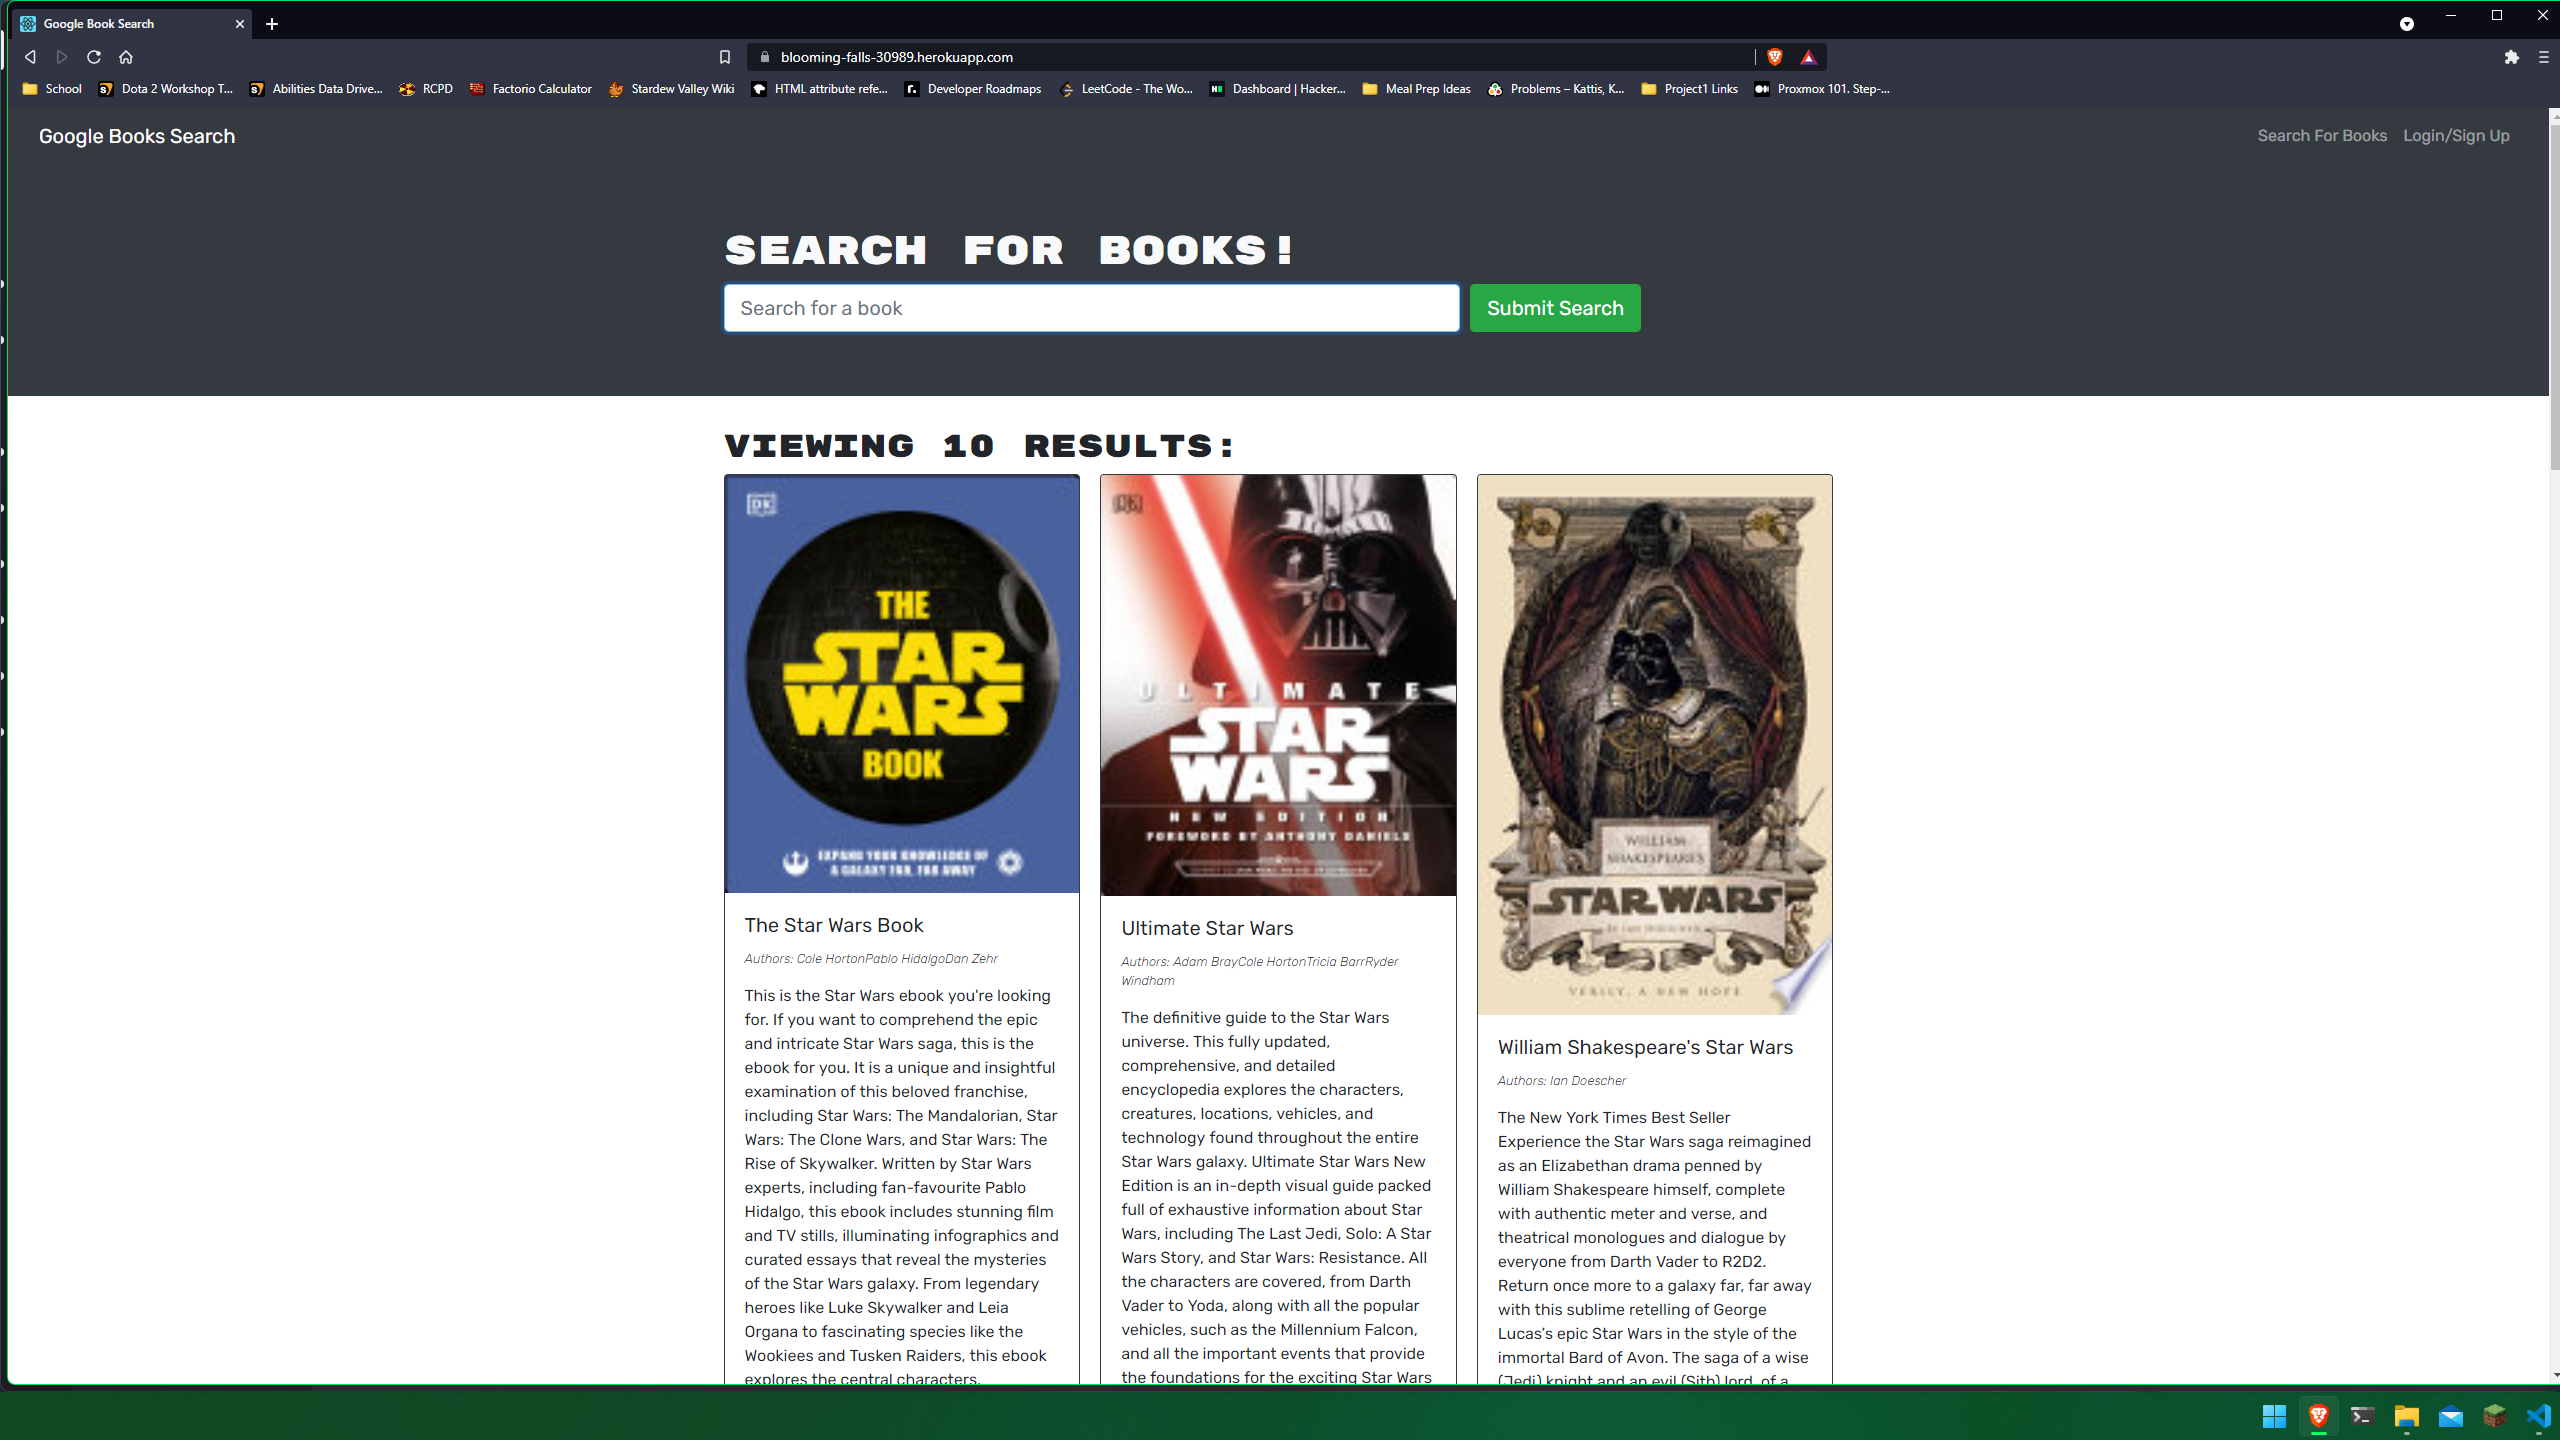 Google Book Search
blooming-falls-30989.herokuapp.com
School Dota 2 Workshop T... Abilities Data Drive... RCPD Factorio Calculator Stardew Valley Wiki HTML attribute refe... Developer Roadmaps LeetCode - The Wo... Dashboard | Hacker... Meal Prep Ideas Problems – Kattis, K... Project1 Links Proxmox 101. Step-...
Google Books Search Search For Books Login/Sign Up
SEARCH FOR BOOKS!
Search for a book Submit Search
VIEWING 10 RESULTS:
DK
THE
STAR
WARS
BOOK
EXPAND YOUR KNOWLEDGE OF
A GALAXY FAR, FAR AWAY
The Star Wars Book
Authors: Cole HortonPablo HidalgoDan Zehr
This is the Star Wars ebook you're looking
for. If you want to comprehend the epic
and intricate Star Wars saga, this is the
ebook for you. It is a unique and insightful
examination of this beloved franchise,
including Star Wars: The Mandalorian, Star
Wars: The Clone Wars, and Star Wars: The
Rise of Skywalker. Written by Star Wars
experts, including fan-favourite Pablo
Hidalgo, this ebook includes stunning film
and TV stills, illuminating infographics and
curated essays that reveal the mysteries
of the Star Wars galaxy. From legendary
heroes like Luke Skywalker and Leia
Organa to fascinating species like the
Wookiees and Tusken Raiders, this ebook
explores the central characters,
DK
ULTIMATE
STAR
WARS
NEW EDITION
FOREWORD BY ANTHONY DANIELS
Ultimate Star Wars
Authors: Adam BrayCole HortonTricia BarrRyder
Windham
The definitive guide to the Star Wars
universe. This fully updated,
comprehensive, and detailed
encyclopedia explores the characters,
creatures, locations, vehicles, and
technology found throughout the entire
Star Wars galaxy. Ultimate Star Wars New
Edition is an in-depth visual guide packed
full of exhaustive information about Star
Wars, including The Last Jedi, Solo: A Star
Wars Story, and Star Wars: Resistance. All
the characters are covered, from Darth
Vader to Yoda, along with all the popular
vehicles, such as the Millennium Falcon,
and all the important events that provide
the foundations for the exciting Star Wars
WILLIAM
SHAKESPEARE'S
STAR WARS
VERILY, A NEW HOPE
William Shakespeare's Star Wars
Authors: Ian Doescher
The New York Times Best Seller
Experience the Star Wars saga reimagined
as an Elizabethan drama penned by
William Shakespeare himself, complete
with authentic meter and verse, and
theatrical monologues and dialogue by
everyone from Darth Vader to R2D2.
Return once more to a galaxy far, far away
with this sublime retelling of George
Lucas’s epic Star Wars in the style of the
immortal Bard of Avon. The saga of a wise
(Jedi) knight and an evil (Sith) lord, of a